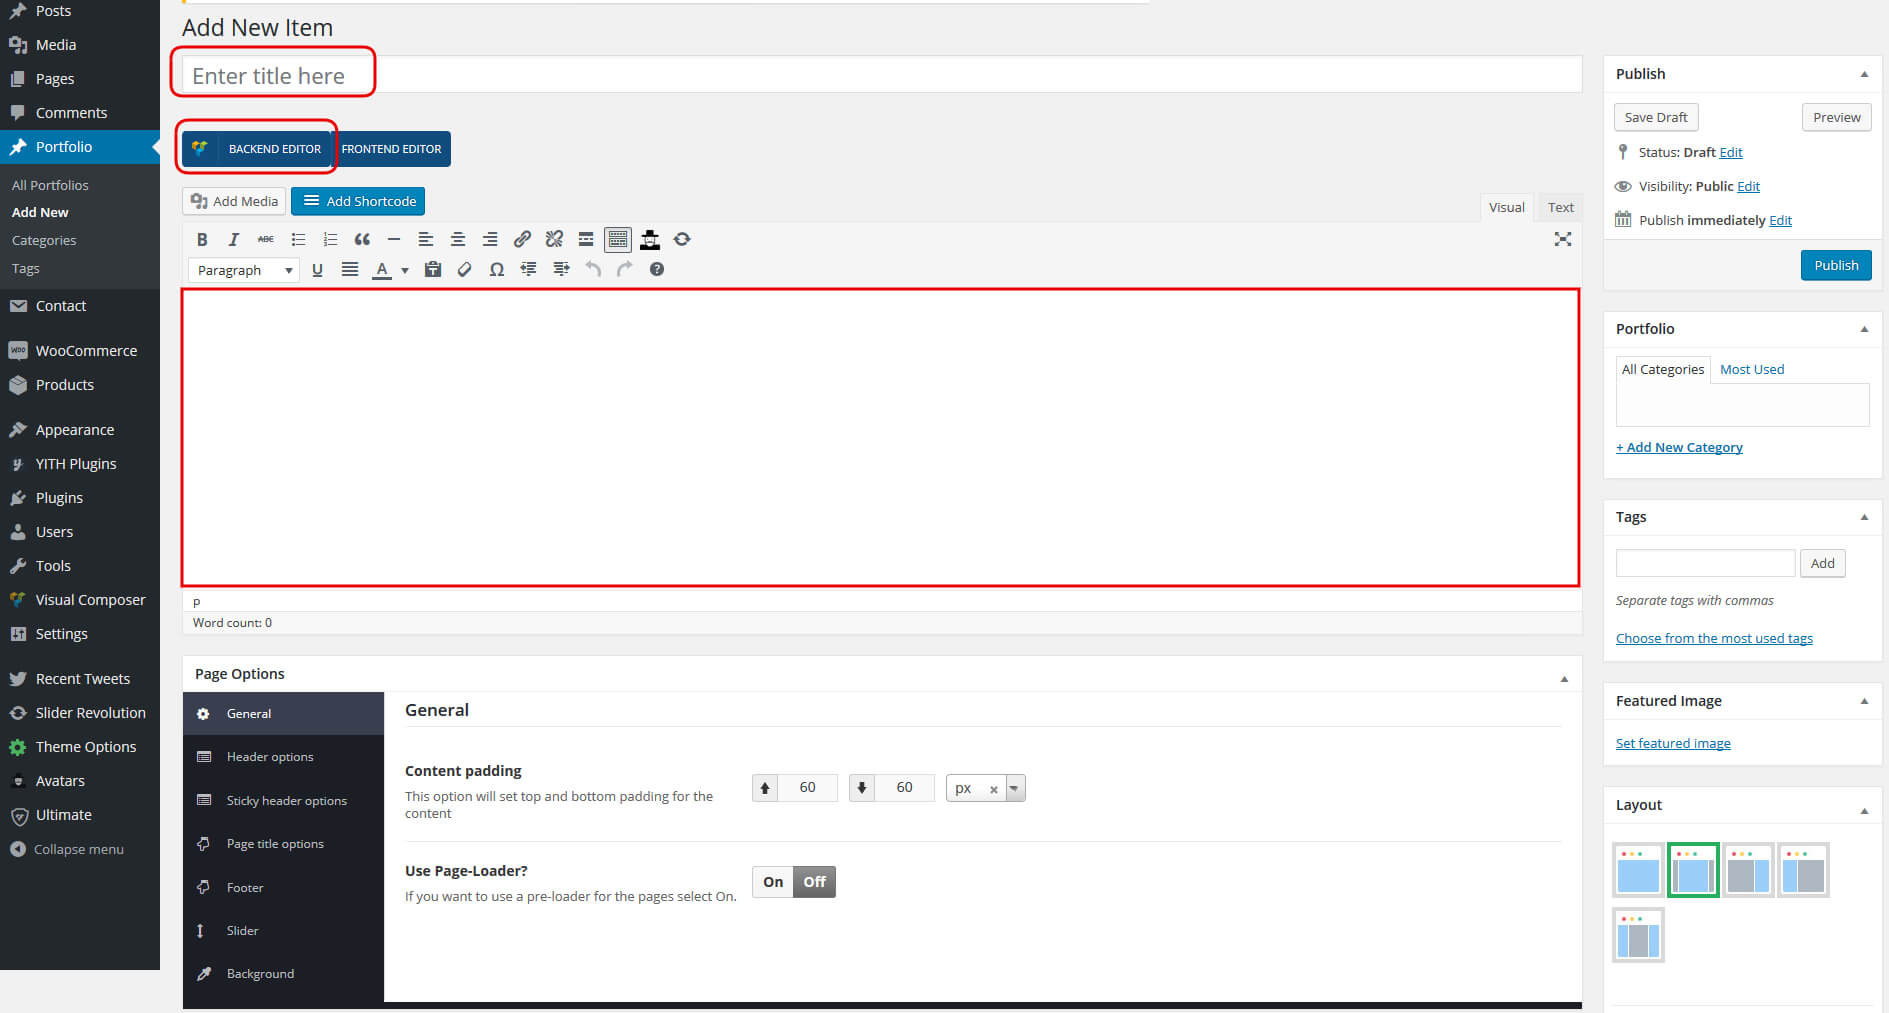 Posts
Media
Pages
Comments
Portfolio
All Portfolios
Add New
Categories
Tags
Contact
WooCommerce
Products
Appearance
YITH Plugins
Plugins
Users
Tools
Visual Composer
Settings
Recent Tweets
Slider Revolution
Theme Options
Avatars
Ultimate
Collapse menu
Add New Item
Enter title here
BACKEND EDITOR FRONTEND EDITOR
Add Media Add Shortcode
Visual Text
B I ABC
Paragraph U A Ω ?
p
Word count: 0
Page Options
General
Header options
Sticky header options
Page title options
Footer
Slider
Background
General
Content padding
This option will set top and bottom padding for the
content
60 60 px
Use Page-Loader?
If you want to use a pre-loader for the pages select On.
On Off
Publish
Save Draft Preview
Status: Draft Edit
Visibility: Public Edit
Publish immediately Edit
Publish
Portfolio
All Categories Most Used
+ Add New Category
Tags
Add
Separate tags with commas
Choose from the most used tags
Featured Image
Set featured image
Layout